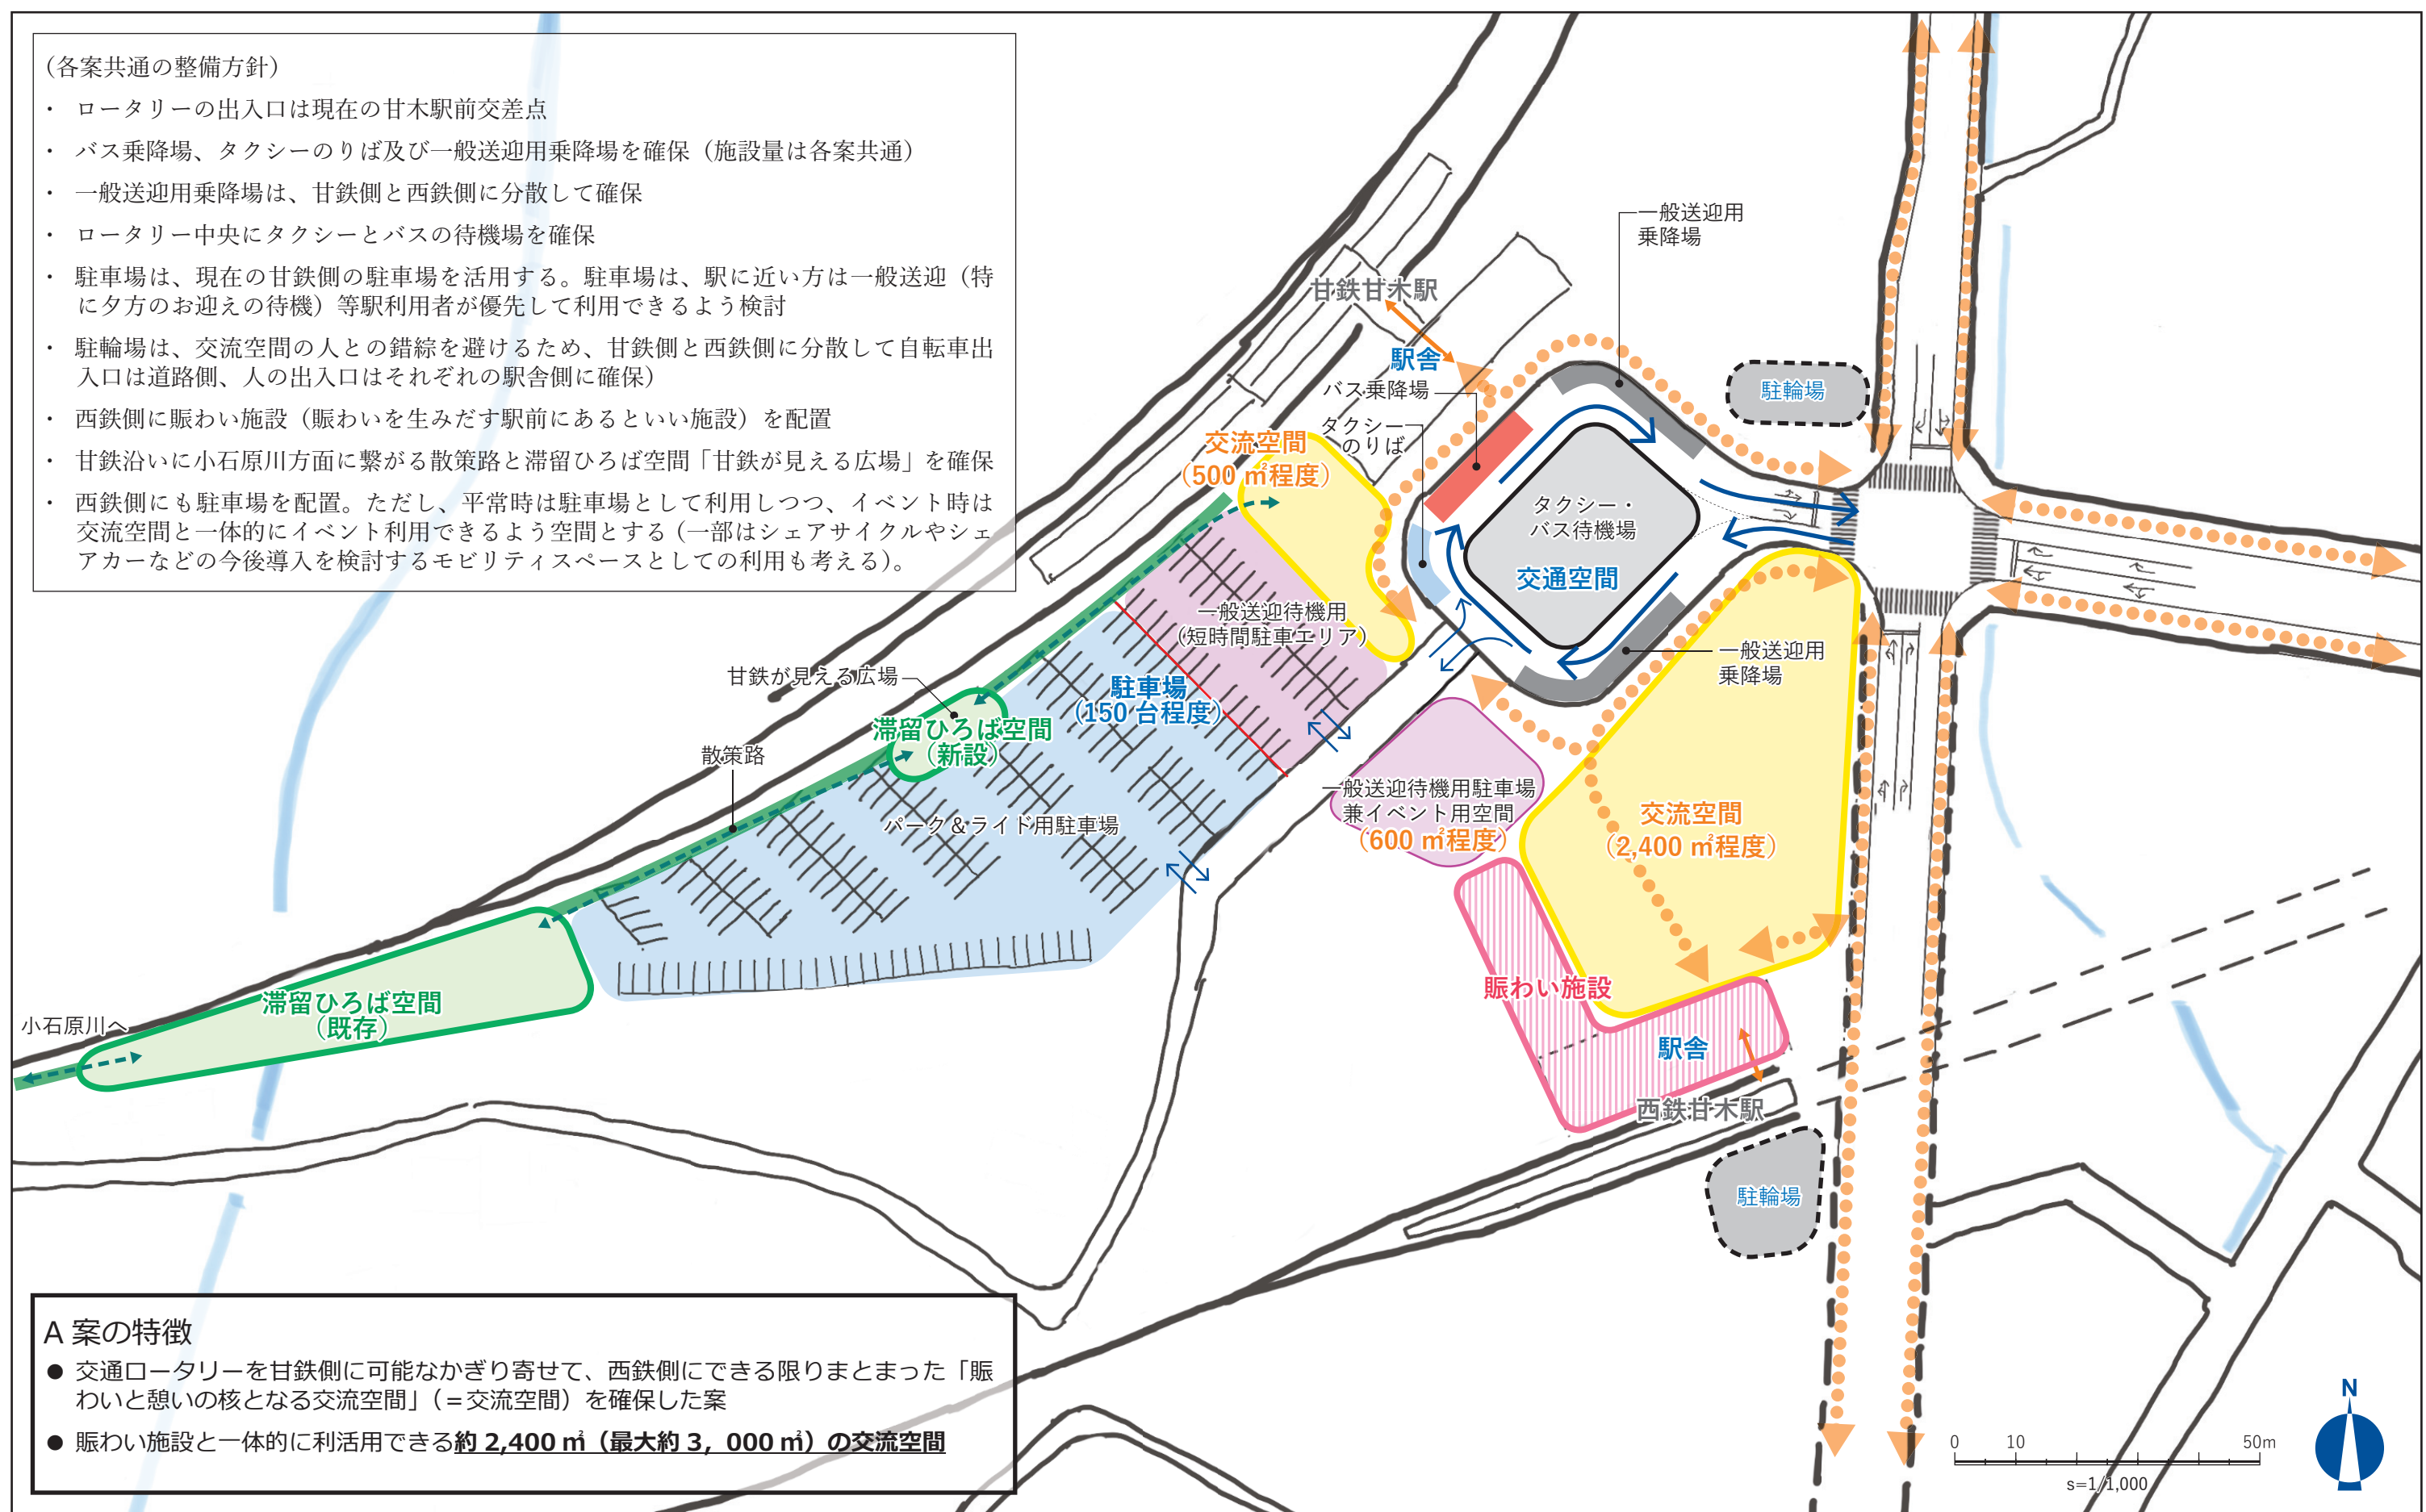 （各案共通の整備方針）
・ ロータリーの出入口は現在の甘木駅前交差点
・ バス乗降場、タクシーのりば及び一般送迎用乗降場を確保（施設量は各案共通）
・ 一般送迎用乗降場は、甘鉄側と西鉄側に分散して確保
・ ロータリー中央にタクシーとバスの待機場を確保
・ 駐車場は、現在の甘鉄側の駐車場を活用する。駐車場は、駅に近い方は一般送迎（特
に夕方のお迎えの待機）等駅利用者が優先して利用できるよう検討
・ 駐輪場は、交流空間の人との錯綜を避けるため、甘鉄側と西鉄側に分散して自転車出
入口は道路側、人の出入口はそれぞれの駅舎側に確保）
・ 西鉄側に賑わい施設（賑わいを生みだす駅前にあるといい施設）を配置
・ 甘鉄沿いに小石原川方面に繋がる散策路と滞留ひろば空間「甘鉄が見える広場」を確保
・ 西鉄側にも駐車場を配置。ただし、平常時は駐車場として利用しつつ、イベント時は
交流空間と一体的にイベント利用できるよう空間とする（一部はシェアサイクルやシェ
アカーなどの今後導入を検討するモビリティスペースとしての利用も考える）。
一般送迎用
乗降場
甘鉄甘木駅
駅舎
バス乗降場
タクシー
のりば
駐輪場
交流空間
（500 ㎡程度）
タクシー・
バス待機場
交通空間
一般送迎待機用
（短時間駐車エリア）
一般送迎用
乗降場
甘鉄が見える広場
駐車場
（150 台程度）
滞留ひろば空間
（新設）
散策路
パーク＆ライド用駐車場
一般送迎待機用駐車場
兼イベント用空間
（600 ㎡程度）
交流空間
（2,400 ㎡程度）
賑わい施設
滞留ひろば空間
（既存）
小石原川へ
駅舎
西鉄甘木駅
駐輪場
A 案の特徴
● 交通ロータリーを甘鉄側に可能なかぎり寄せて、西鉄側にできる限りまとまった「賑
わいと憩いの核となる交流空間」（＝交流空間）を確保した案
● 賑わい施設と一体的に利活用できる約 2,400 ㎡（最大約 3，000 ㎡）の交流空間
N
0 10 50m
s=1/1,000